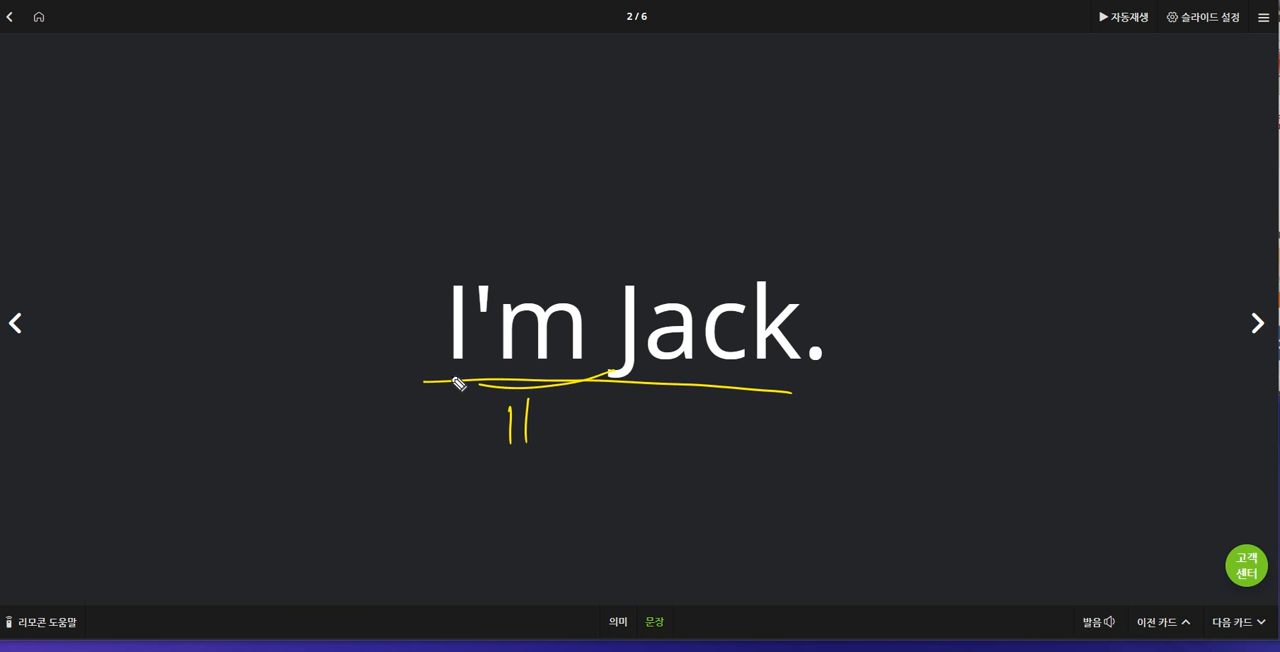 2 / 6
자동재생
슬라이드 설정
I'm Jack.
고객
센터
리모콘 도움말
의미
문장
발음
이전 카드
다음 카드